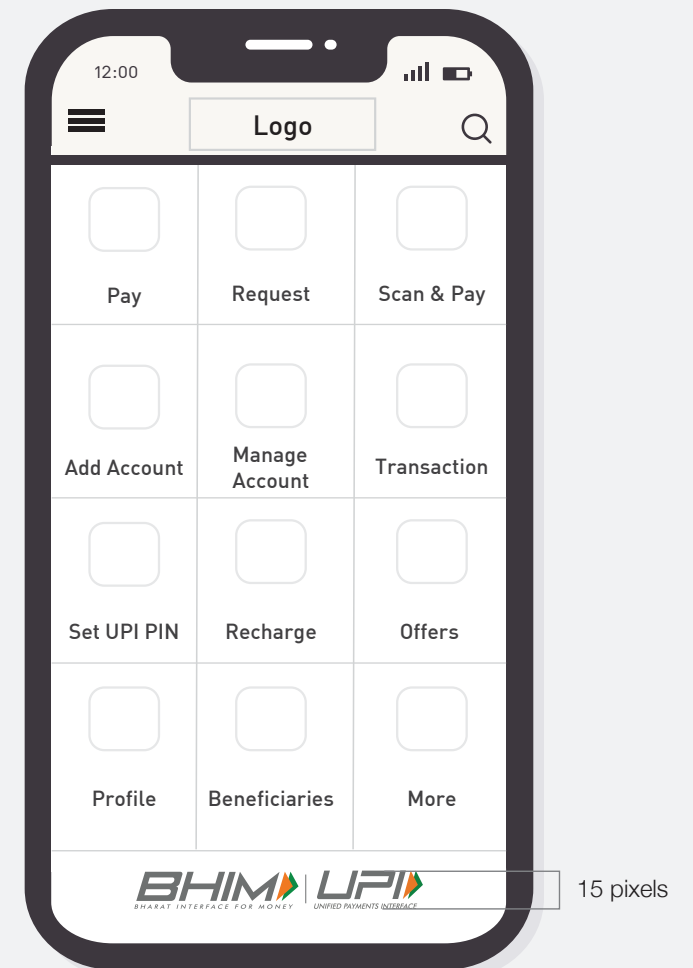 12:00
Logo
Pay
Request
Scan & Pay
Add Account
Manage
Account
Transaction
Set UPI PIN
Recharge
Offers
Profile
Beneficiaries
More
BHIM UPI
BHARAT INTERFACE FOR MONEY UNIFIED PAYMENTS INTERFACE
15 pixels